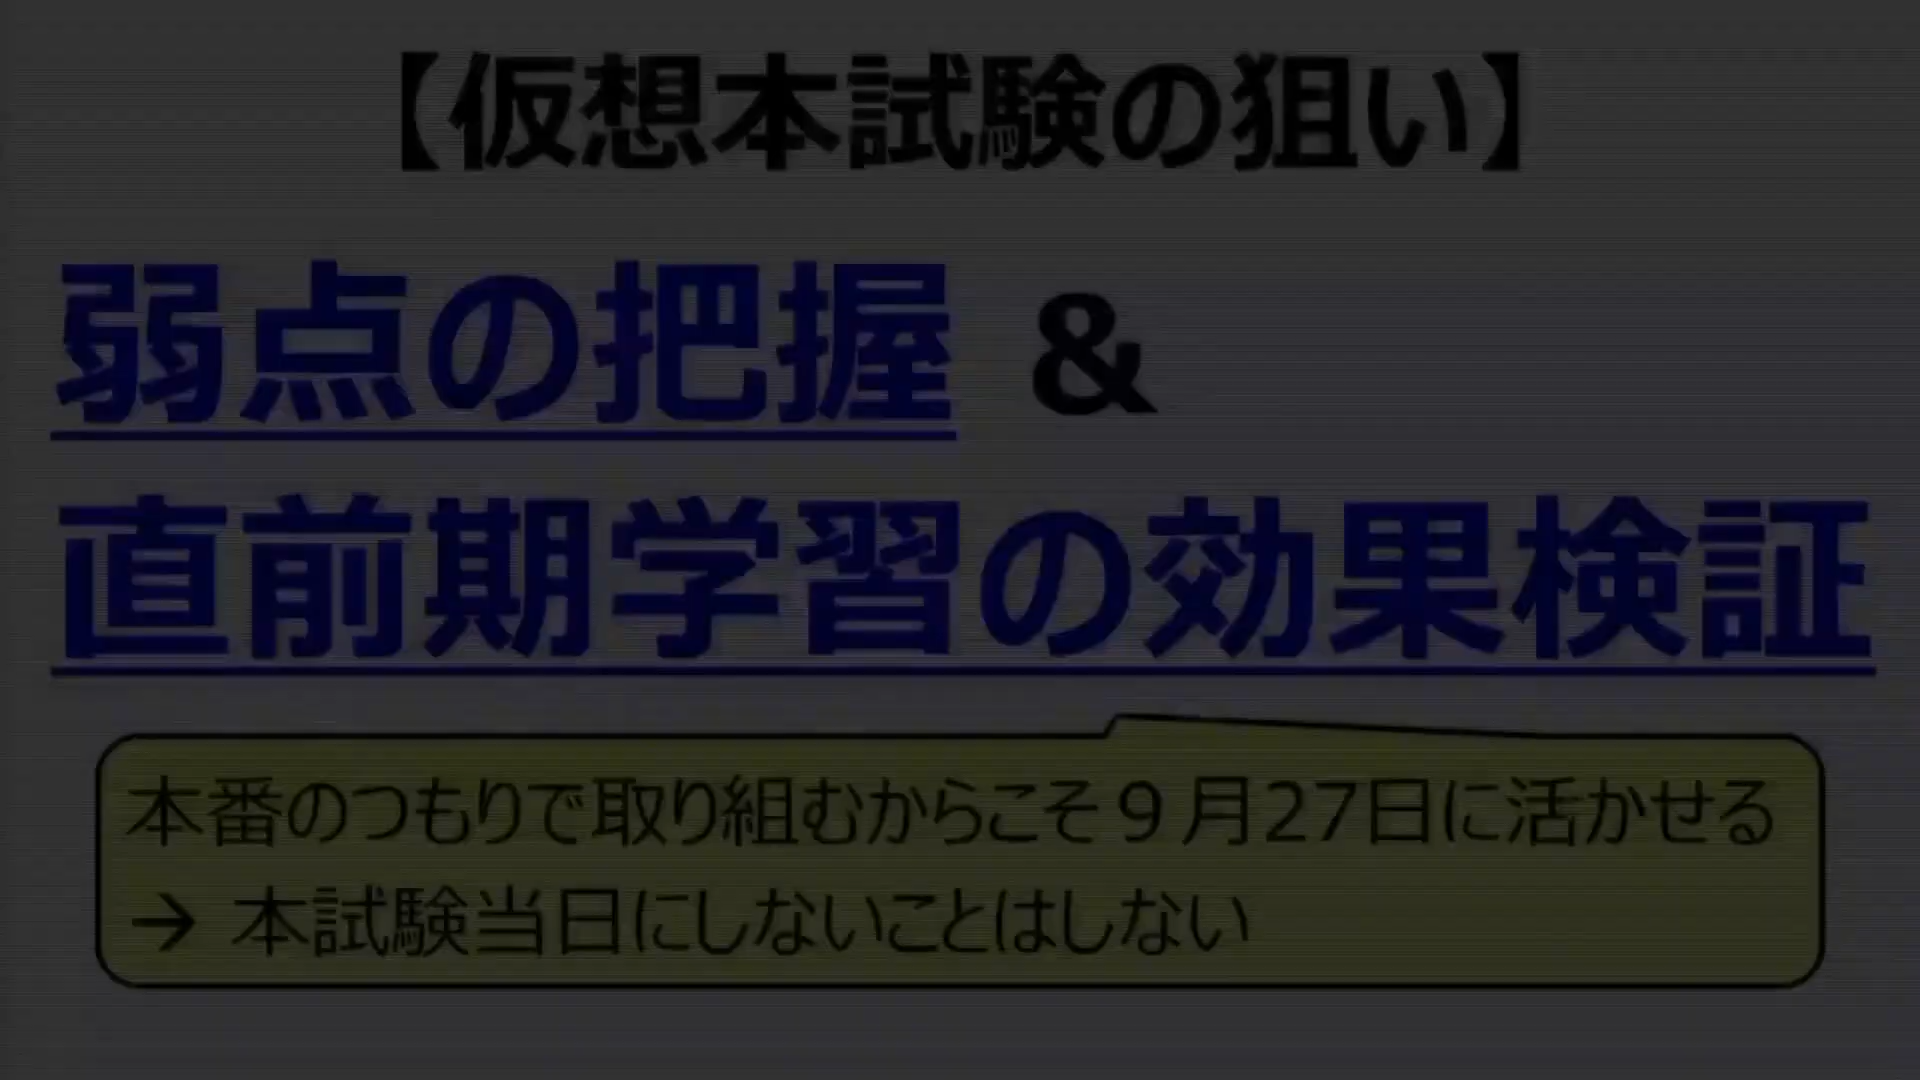 【仮想本試験の狙い】
弱点の把握 &
直前期学習の効果検証
本番のつもりで取り組むからこそ９月27日に活かせる
→ 本試験当日にしないことはしない